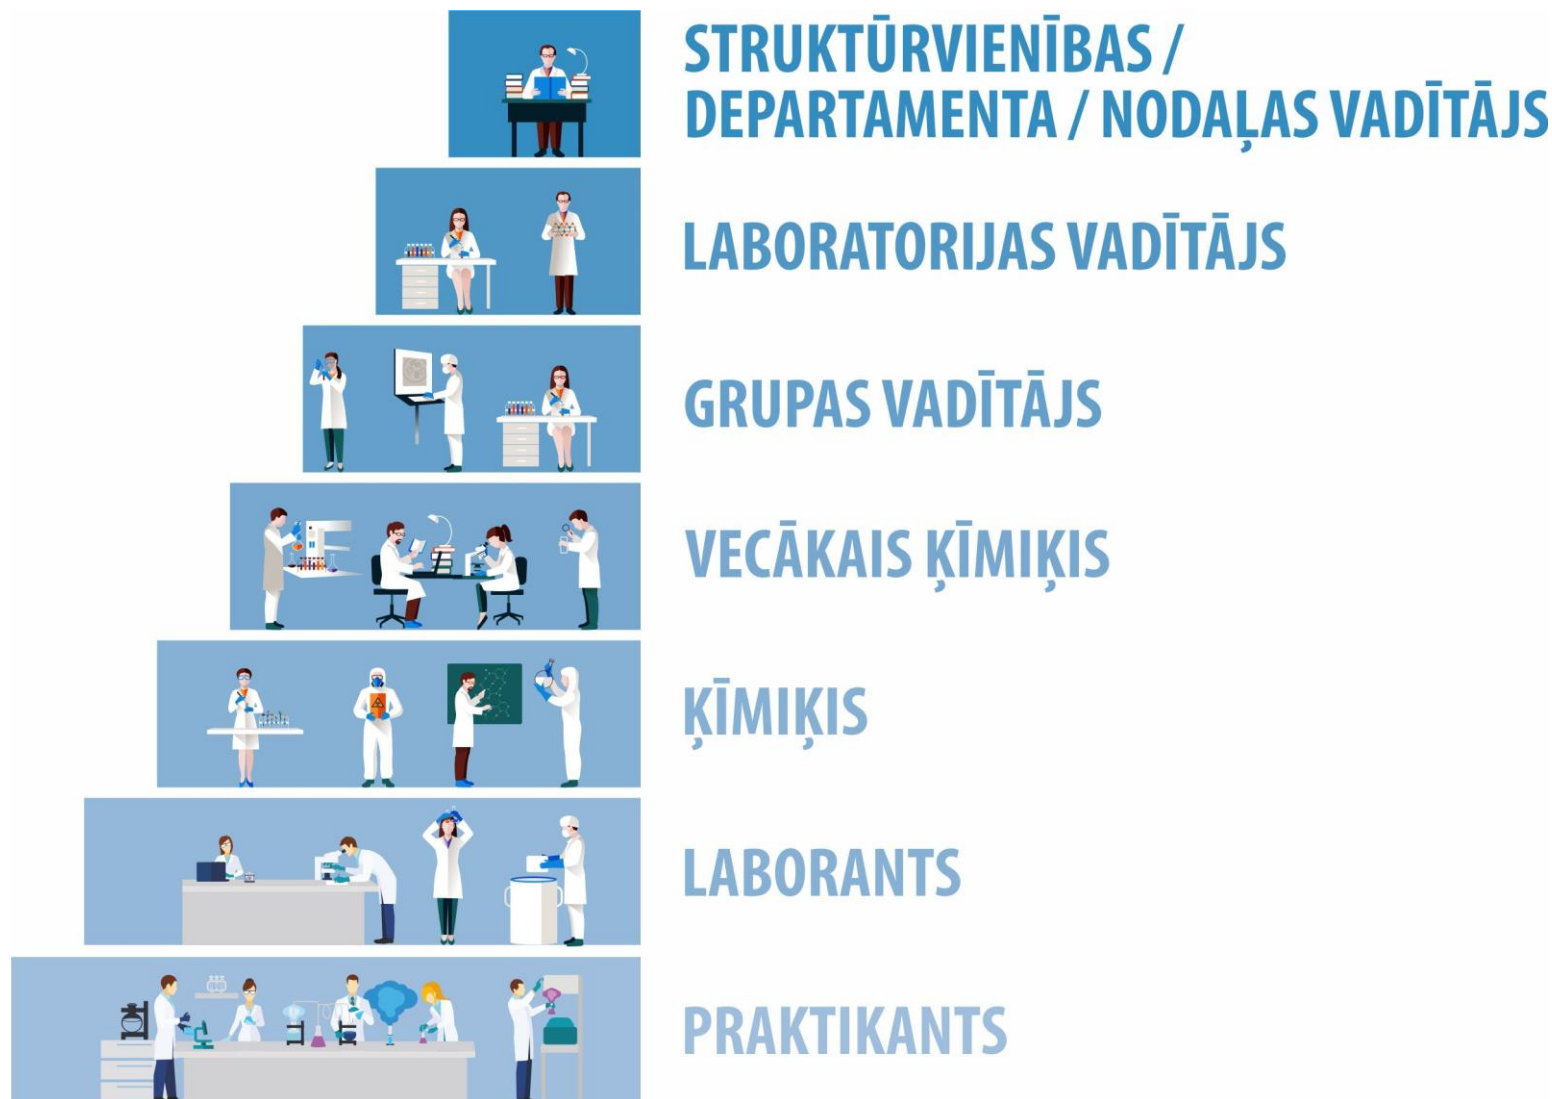 STRUKTŪRVIENĪBAS /
DEPARTAMENTA / NODAĻAS VADĪTĀJS
LABORATORIJAS VADĪTĀJS
GRUPAS VADĪTĀJS
VECĀKAIS ĶĪMIĶIS
ĶĪMIĶIS
LABORANTS
PRAKTIKANTS